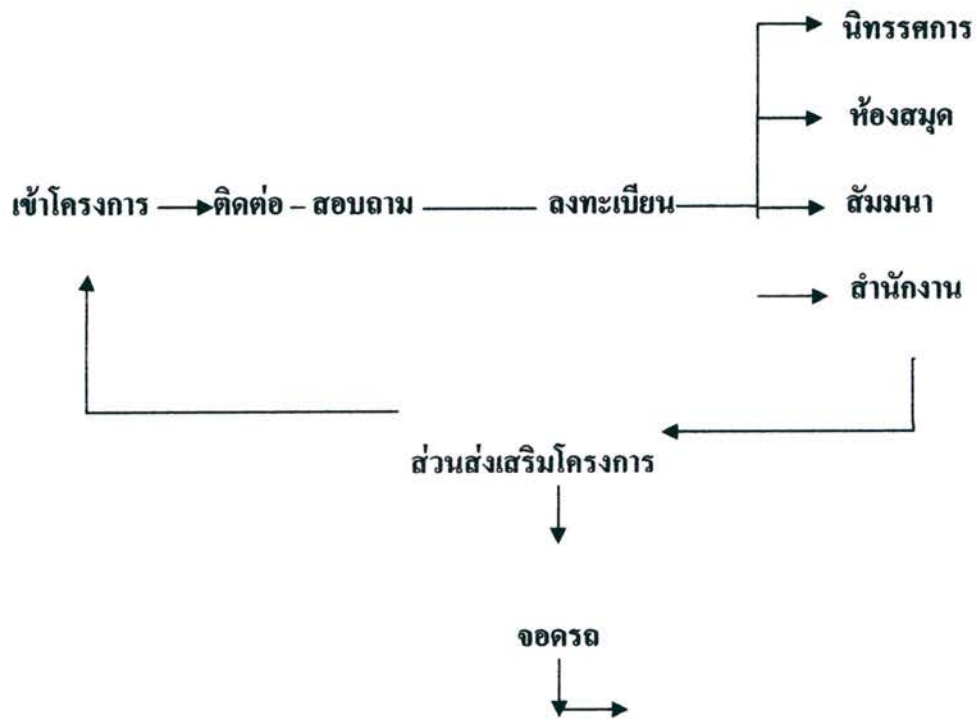 นิทรรศการ
ห้องสมุด
เข้าโครงการ ติดต่อ – สอบถาม ลงทะเบียน สัมมนา
สำนักงาน
ส่วนส่งเสริมโครงการ
จอดรถ